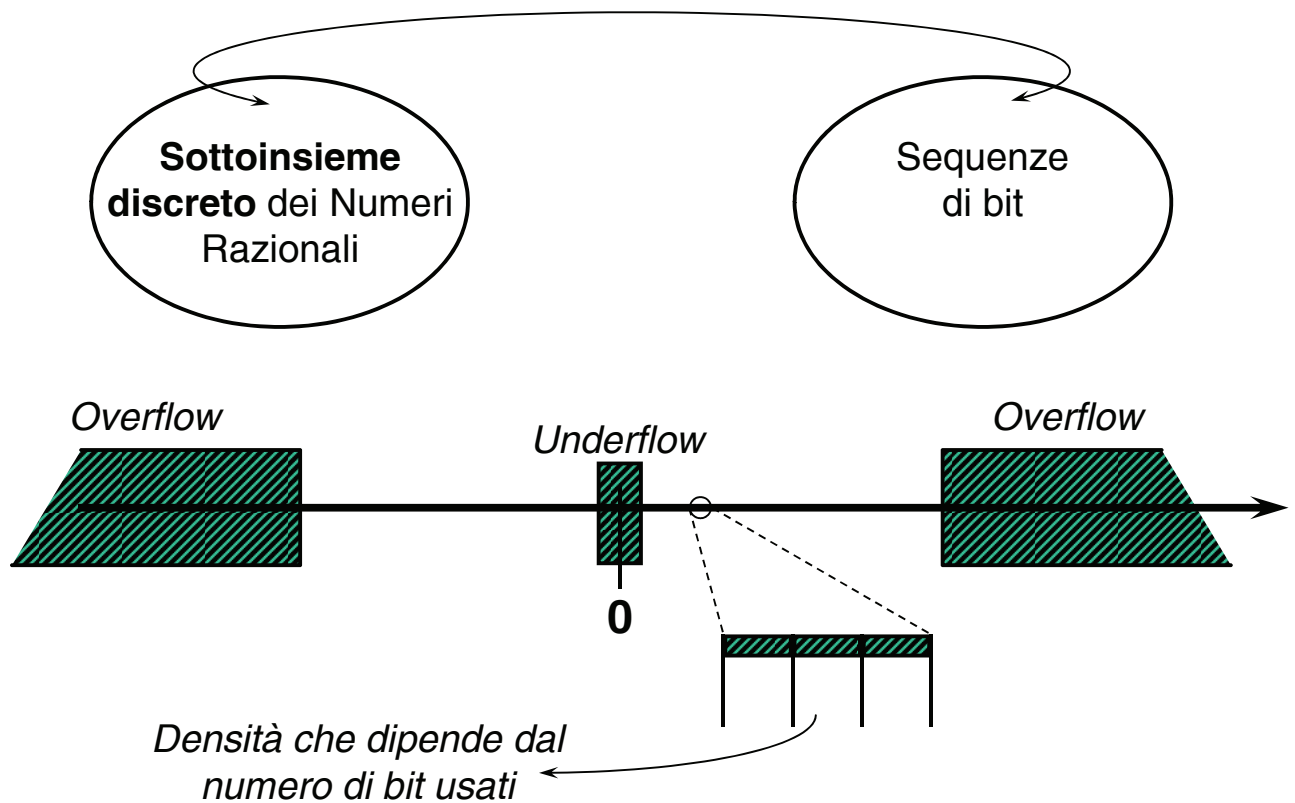 Sottoinsieme
discreto dei Numeri
Razionali
Sequenze
di bit
Overflow
Underflow
Overflow
0
Densità che dipende dal
numero di bit usati